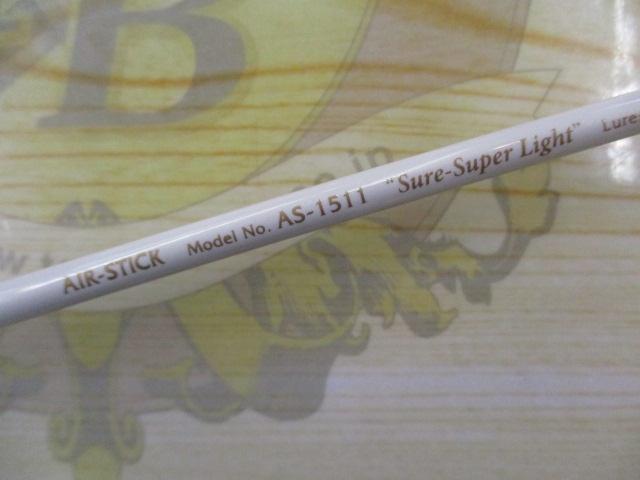 AIR-STICK Model No. AS-1511 "Sure-Super Light" Lure